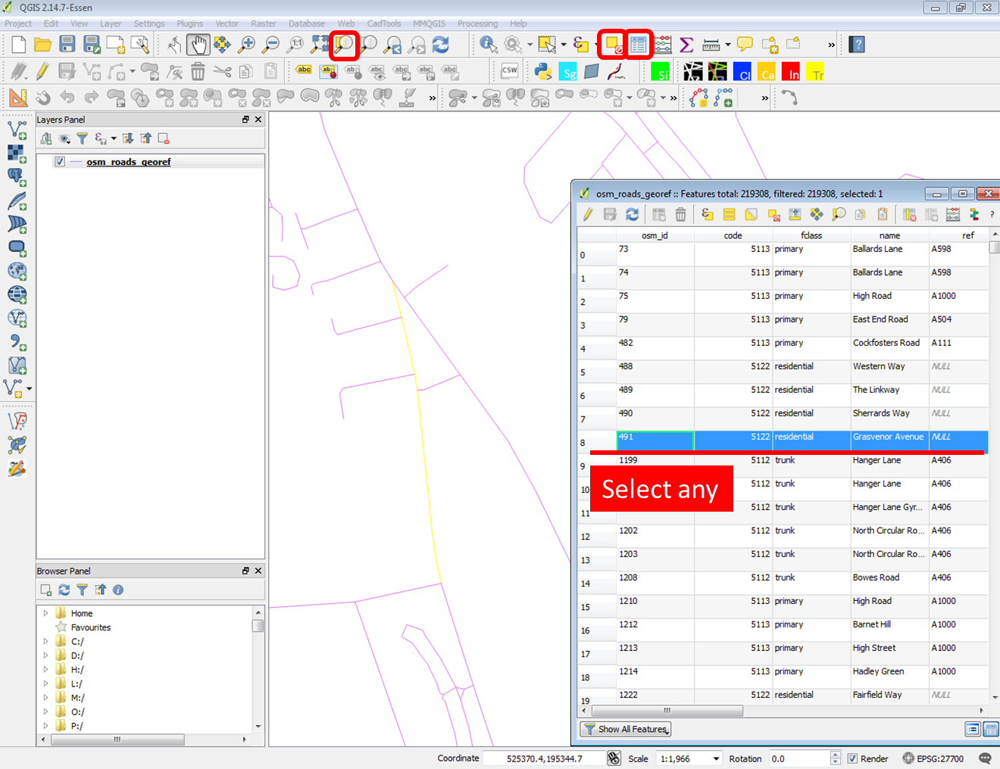 QGIS 2.14.7-Essen
Project Edit View Layer Settings Plugins Vector Raster Database Web CadTools MMQGIS Processing Help
1:1
ε
Σ
»
?
abc abc abc abc abc abc abc CSW Sg Si Cl Ca In Tr
» » »
Layers Panel
ε
osm_roads_georef
osm_roads_georef :: Features total: 219308, filtered: 219308, selected: 1
ε ?
osm_id code fclass name ref
0 73 5113 primary Ballards Lane A598
1 74 5113 primary Ballards Lane A598
2 75 5113 primary High Road A1000
3 79 5113 primary East End Road A504
4 482 5113 primary Cockfosters Road A111
5 488 5122 residential Western Way NULL
6 489 5122 residential The Linkway NULL
7 490 5122 residential Sherrards Way NULL
8 491 5122 residential Grasvenor Avenue NULL
9 1199 5112 trunk Hanger Lane A406
10 5112 trunk Hanger Lane A406
11 5112 trunk Hanger Lane Gyr... A406
12 1202 5112 trunk North Circular Ro... A406
13 1203 5112 trunk North Circular Ro... A406
14 1208 5112 trunk Bowes Road A406
15 1210 5113 primary High Road A1000
16 1212 5113 primary Barnet Hill A1000
17 1213 5113 primary High Street A1000
18 1214 5113 primary Hadley Green A1000
19 1222 5122 residential Fairfield Way NULL
Select any
Show All Features
Browser Panel
Home
Favourites
C:/
D:/
H:/
L:/
M:/
O:/
P:/
Coordinate 525370.4,195344.7 Scale 1:1,966 Rotation 0.0 Render EPSG:27700